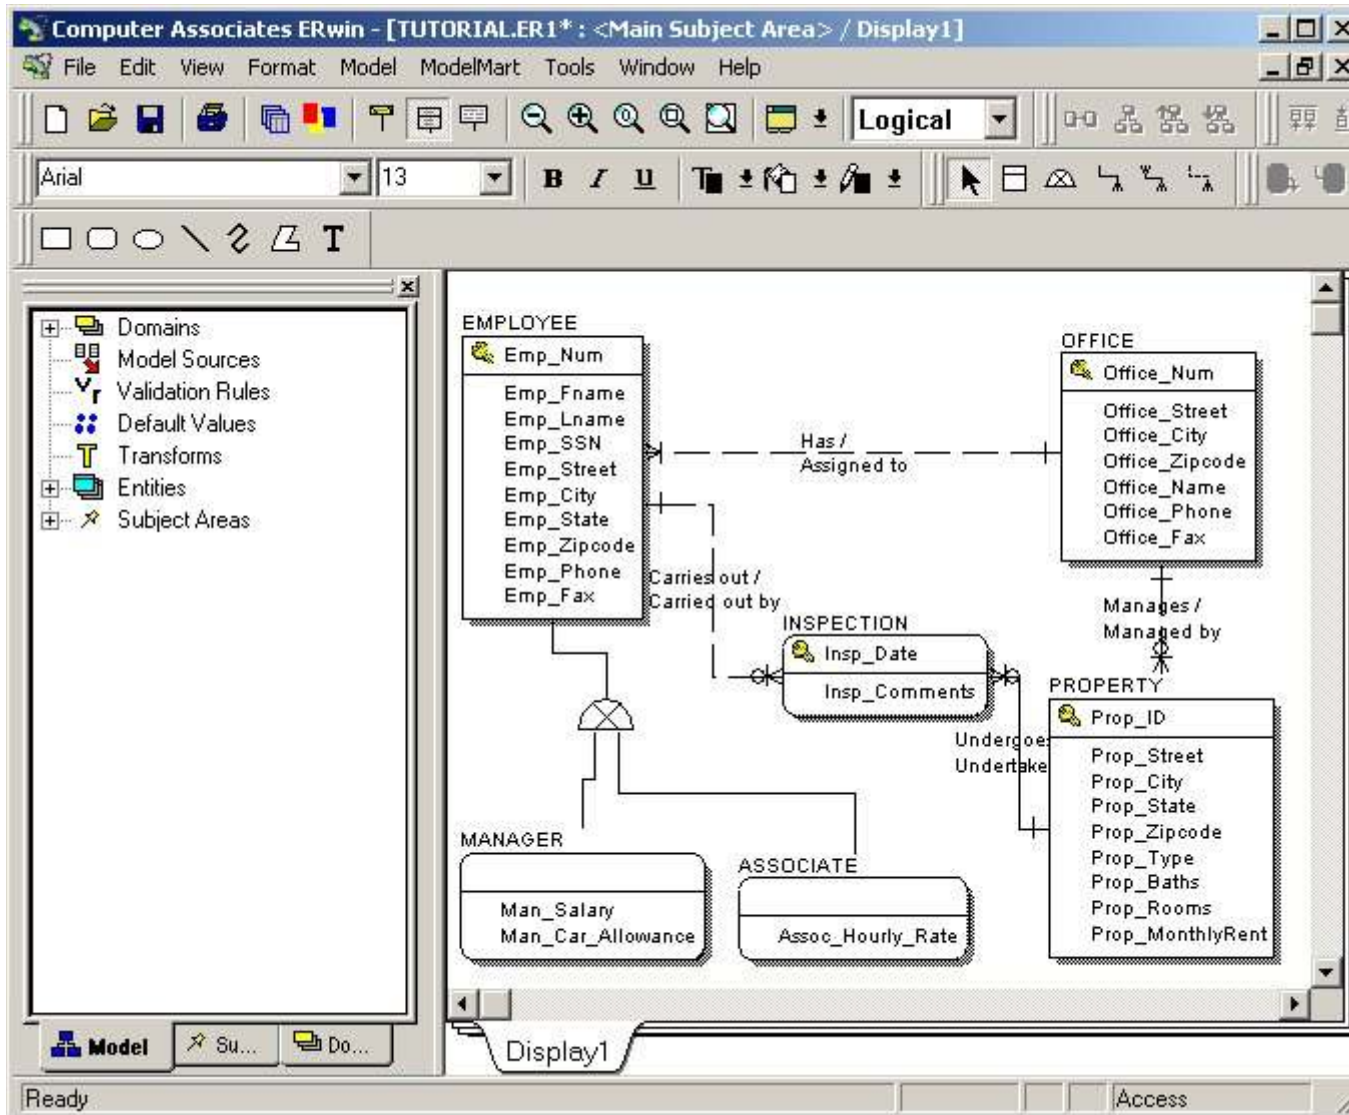 Computer Associates ERwin - [TUTORIAL.ER1* : <Main Subject Area> / Display1]
File Edit View Format Model ModelMart Tools Window Help
Logical
Arial
13
B I U T
T
Domains
Model Sources
Validation Rules
Default Values
Transforms
Entities
Subject Areas
Model
Su...
Do...
EMPLOYEE
Emp_Num
Emp_Fname
Emp_Lname
Emp_SSN
Emp_Street
Emp_City
Emp_State
Emp_Zipcode
Emp_Phone
Emp_Fax
Has /
Assigned to
OFFICE
Office_Num
Office_Street
Office_City
Office_Zipcode
Office_Name
Office_Phone
Office_Fax
Carries out /
Carried out by
Manages /
Managed by
INSPECTION
Insp_Date
Insp_Comments
Undergoe
Undertake
PROPERTY
Prop_ID
Prop_Street
Prop_City
Prop_State
Prop_Zipcode
Prop_Type
Prop_Baths
Prop_Rooms
Prop_MonthlyRent
MANAGER
Man_Salary
Man_Car_Allowance
ASSOCIATE
Assoc_Hourly_Rate
Display1
Ready
Access